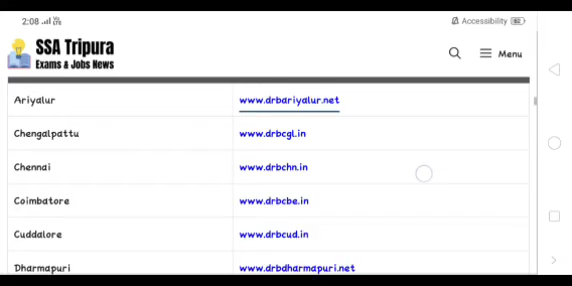 2:08
Accessibility
SSA Tripura
Exams & Jobs News
Menu
Ariyalur www.drbariyalur.net
Chengalpattu www.drbcgl.in
Chennai www.drbchn.in
Coimbatore www.drbcbe.in
Cuddalore www.drbcud.in
Dharmapuri www.drbdharmapuri.net